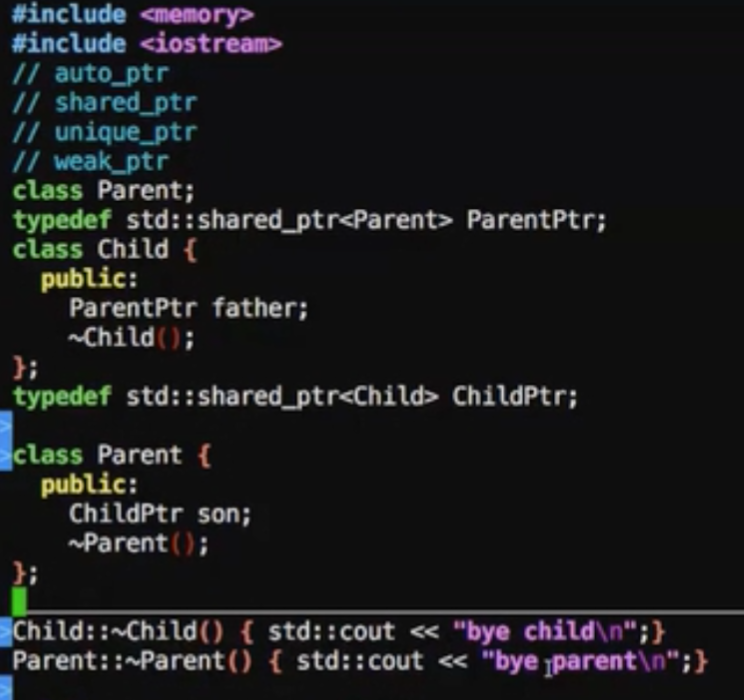 #include <memory>
#include <iostream>
// auto_ptr
// shared_ptr
// unique_ptr
// weak_ptr
class Parent;
typedef std::shared_ptr<Parent> ParentPtr;
class Child {
  public:
    ParentPtr father;
    ~Child();
};
typedef std::shared_ptr<Child> ChildPtr;
>
>class Parent {
  public:
    ChildPtr son;
    ~Parent();
};
>Child::~Child() { std::cout << "bye child\n";}
Parent::~Parent() { std::cout << "bye parent\n";}
>